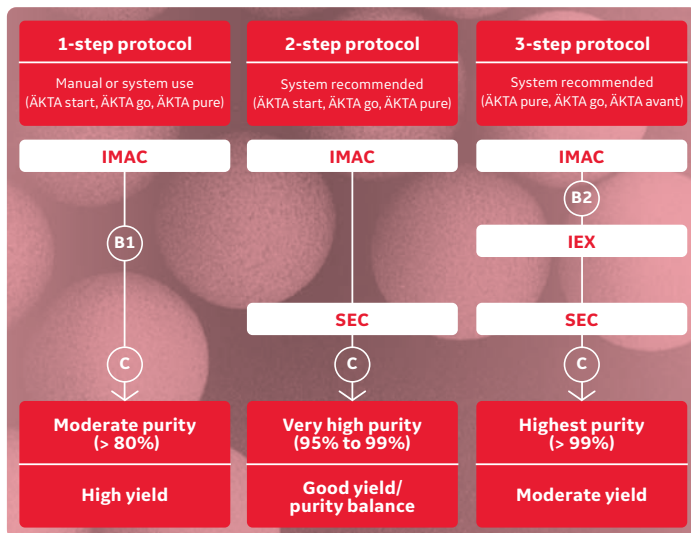 1-step protocol
Manual or system use
(ÄKTA start, ÄKTA go, ÄKTA pure)
IMAC
B1
C
Moderate purity
(> 80%)
High yield
2-step protocol
System recommended
(ÄKTA start, ÄKTA go, ÄKTA pure)
IMAC
SEC
C
Very high purity
(95% to 99%)
Good yield/
purity balance
3-step protocol
System recommended
(ÄKTA pure, ÄKTA go, ÄKTA avant)
IMAC
B2
IEX
SEC
C
Highest purity
(> 99%)
Moderate yield